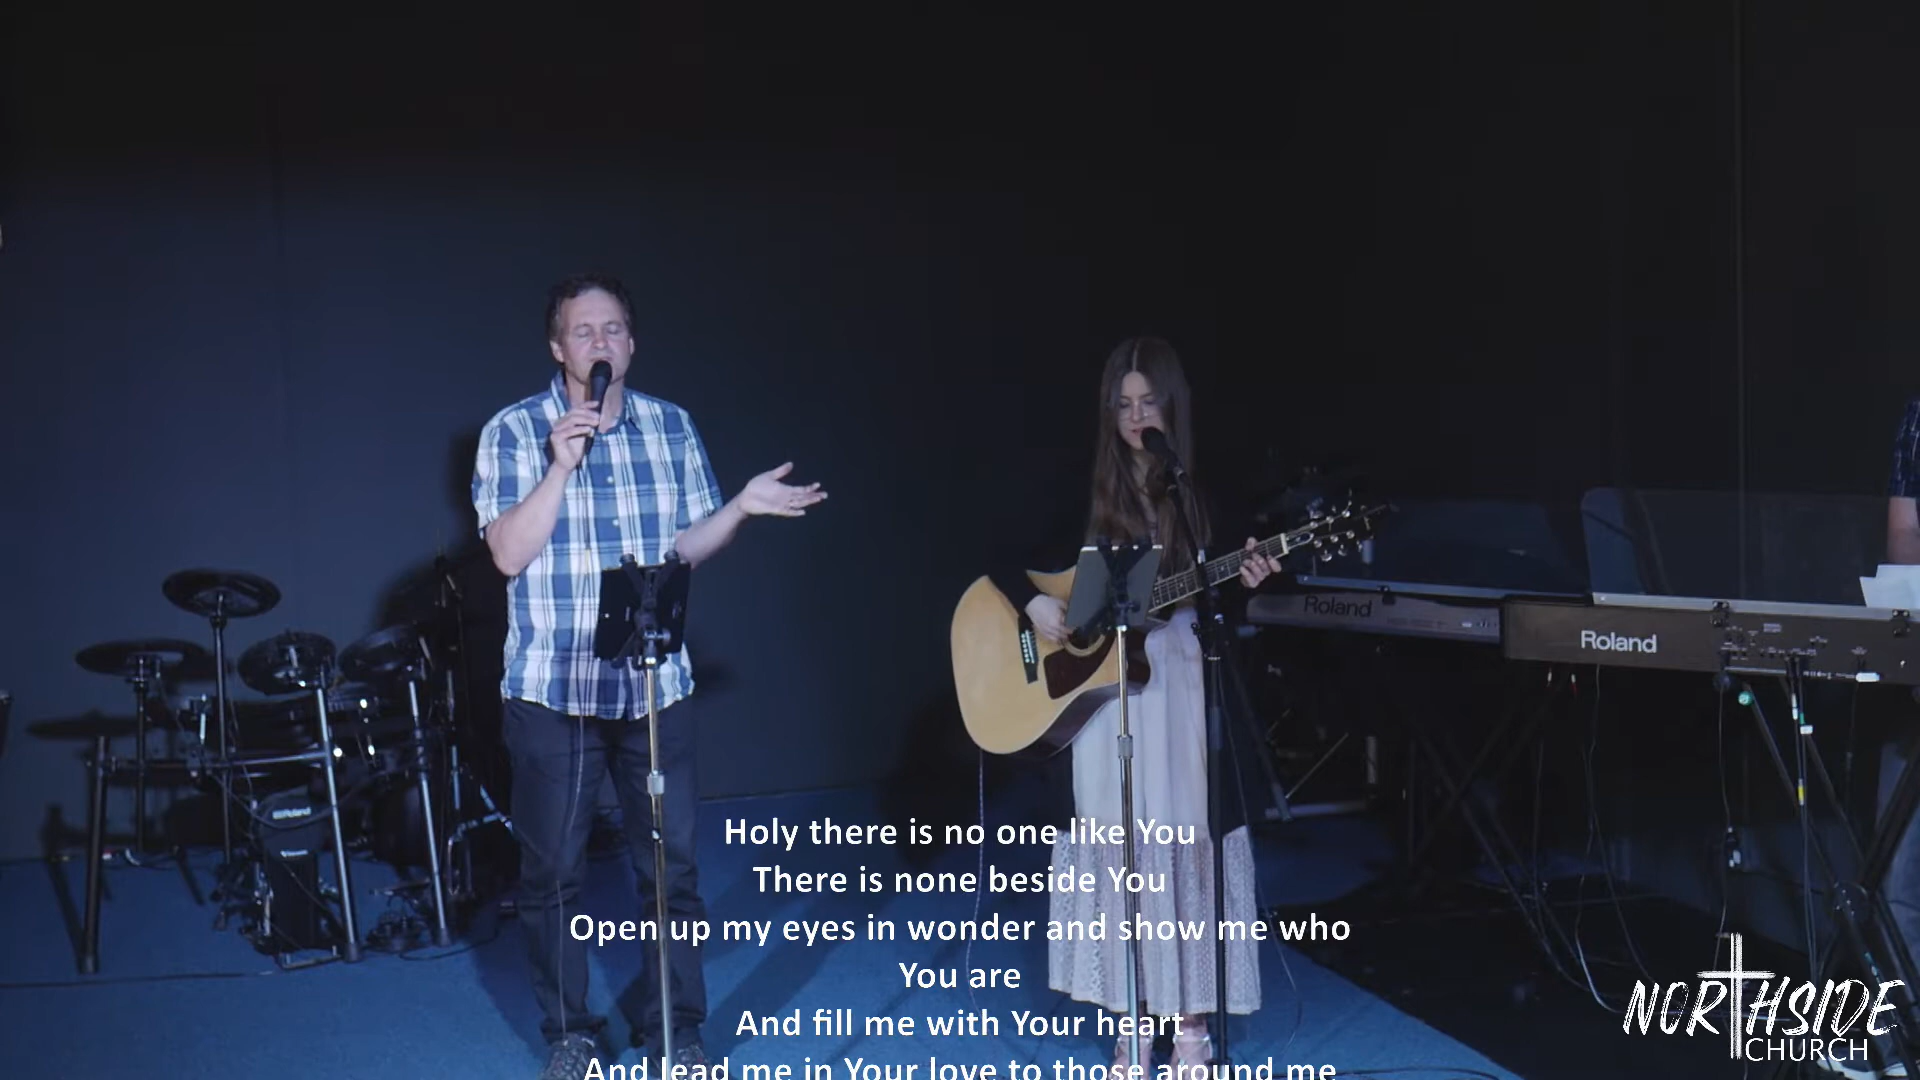 Roland
Roland
Roland
Holy there is no one like You
There is none beside You
Open up my eyes in wonder and show me who
You are
And fill me with Your heart
And lead me in Your love to those around me
NORTHSIDE
CHURCH